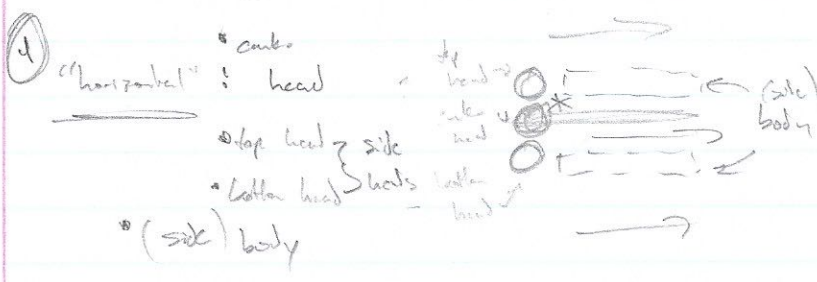 4
"horizontal"
• center
: head
• top head } side
• bottom head } heads
• (side) body
top
head
center
head
bottom
head
(side)
body